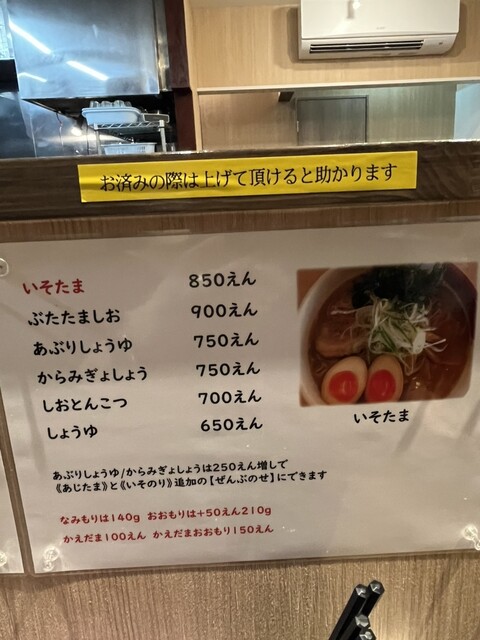 お済みの際は上げて頂けると助かります
いそたま 850えん
ぶたたましお 900えん
あぶりしょうゆ 750えん
からみぎょしょう 750えん
しおとんこつ 700えん
しょうゆ 650えん
いそたま
あぶりしょうゆ/からみぎょしょうは250えん増しで
《あじたま》と《いそのり》追加の【ぜんぶのせ】にできます
なみもりは140g おおもりは+50えん210g
かえだま100えん かえだまおおもり150えん